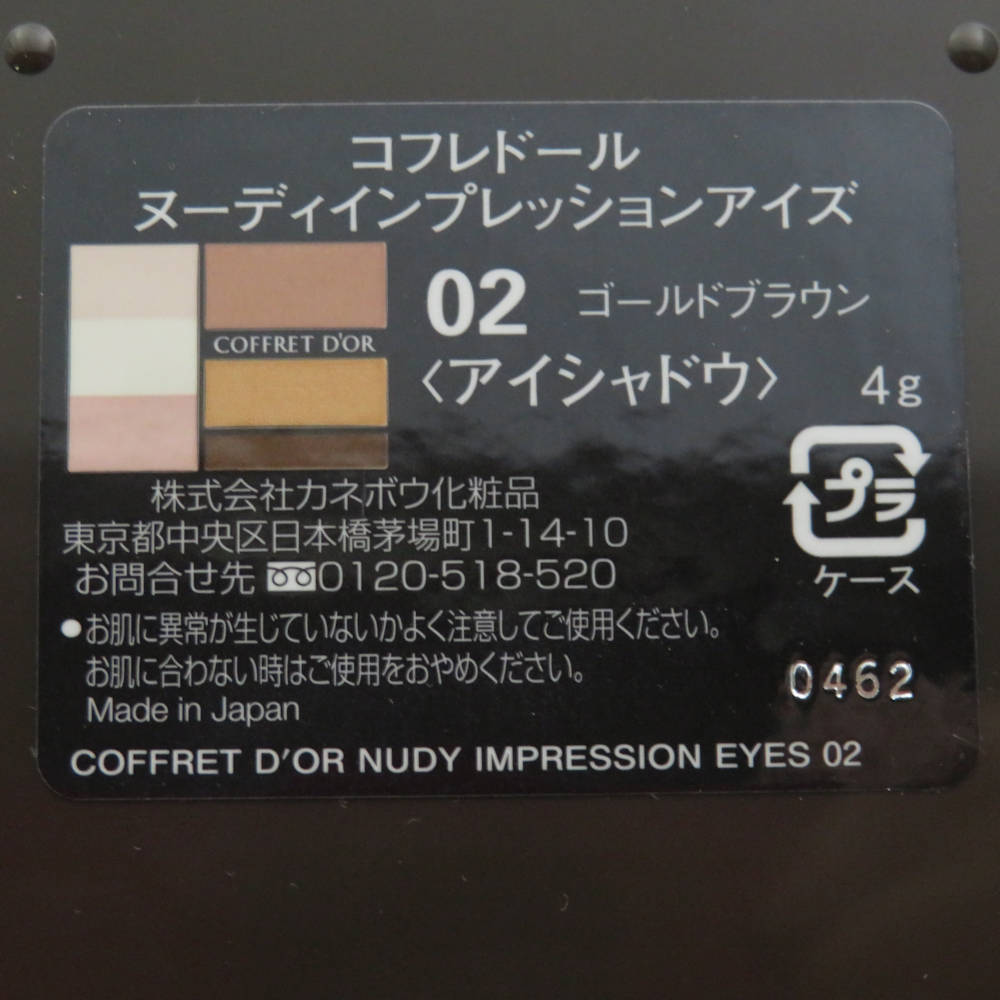 コフレドール
ヌーディインプレッションアイズ
COFFRET D'OR
02 ゴールドブラウン
〈アイシャドウ〉 4g
株式会社カネボウ化粧品
東京都中央区日本橋茅場町1-14-10
お問合せ先 0120-518-520
プラ
ケース
●お肌に異常が生じていないかよく注意してご使用ください。
お肌に合わない時はご使用をおやめください。
0462
Made in Japan
COFFRET D'OR NUDY IMPRESSION EYES 02